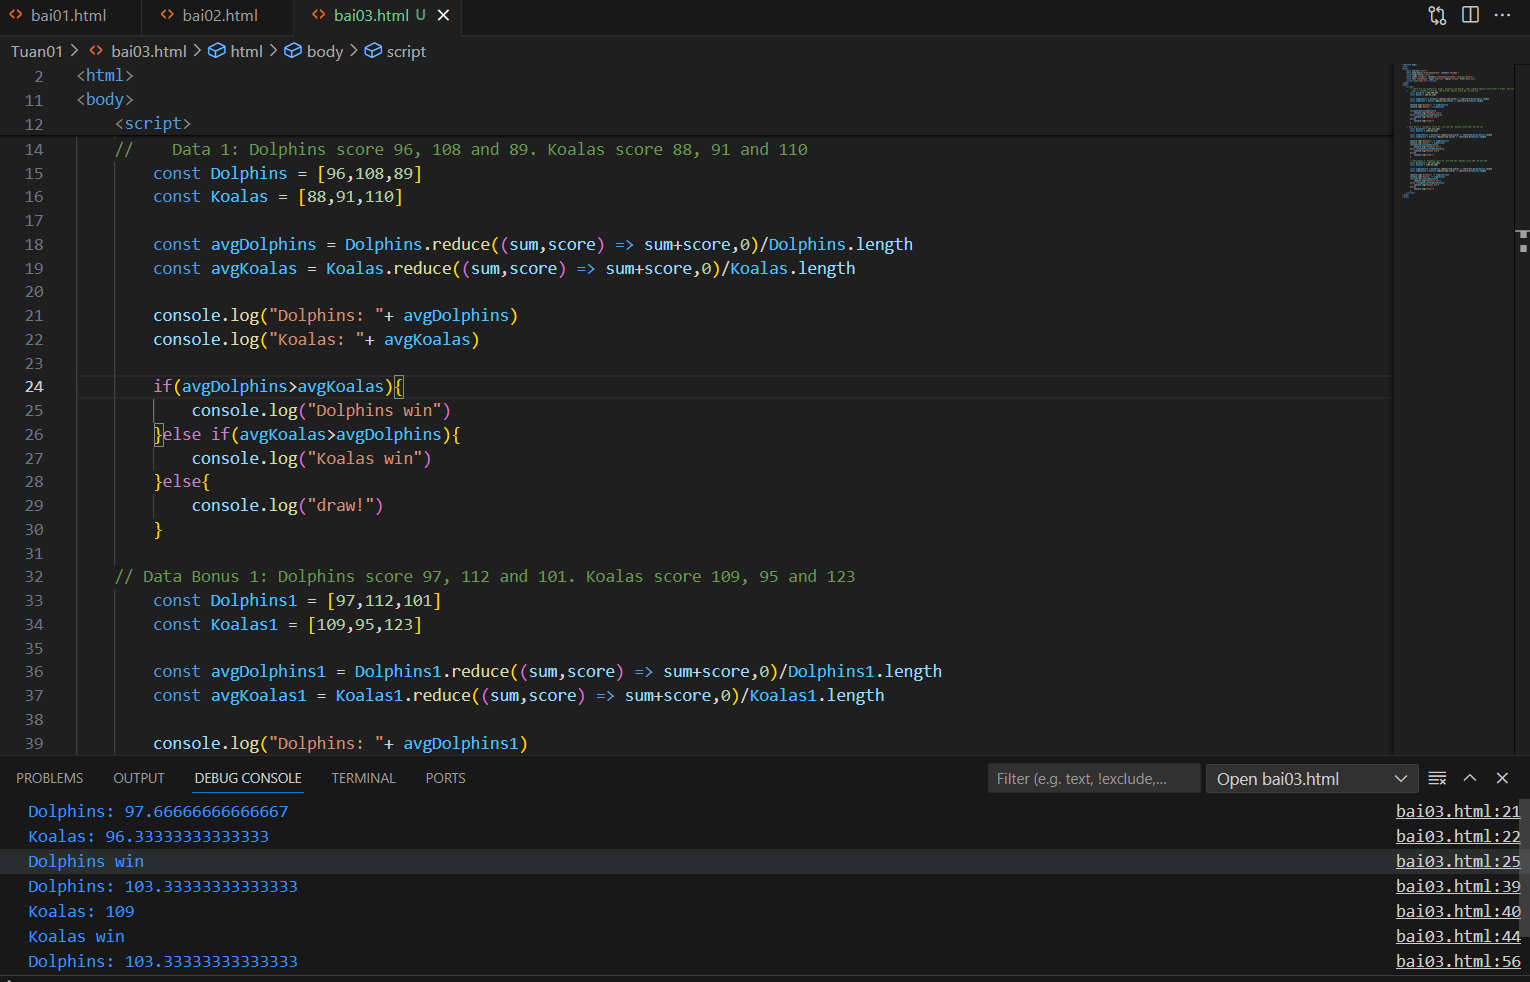 bai01.html bai02.html bai03.html U
Tuan01 > bai03.html > html > body > script
2 <html>
11 <body>
12 <script>
14 // Data 1: Dolphins score 96, 108 and 89. Koalas score 88, 91 and 110
15 const Dolphins = [96,108,89]
16 const Koalas = [88,91,110]
17
18 const avgDolphins = Dolphins.reduce((sum,score) => sum+score,0)/Dolphins.length
19 const avgKoalas = Koalas.reduce((sum,score) => sum+score,0)/Koalas.length
20
21 console.log("Dolphins: "+ avgDolphins)
22 console.log("Koalas: "+ avgKoalas)
23
24 if(avgDolphins>avgKoalas){
25 console.log("Dolphins win")
26 }else if(avgKoalas>avgDolphins){
27 console.log("Koalas win")
28 }else{
29 console.log("draw!")
30 }
31
32 // Data Bonus 1: Dolphins score 97, 112 and 101. Koalas score 109, 95 and 123
33 const Dolphins1 = [97,112,101]
34 const Koalas1 = [109,95,123]
35
36 const avgDolphins1 = Dolphins1.reduce((sum,score) => sum+score,0)/Dolphins1.length
37 const avgKoalas1 = Koalas1.reduce((sum,score) => sum+score,0)/Koalas1.length
38
39 console.log("Dolphins: "+ avgDolphins1)
PROBLEMS OUTPUT DEBUG CONSOLE TERMINAL PORTS Filter (e.g. text, !exclude,... Open bai03.html
Dolphins: 97.66666666666667 bai03.html:21
Koalas: 96.33333333333333 bai03.html:22
Dolphins win bai03.html:25
Dolphins: 103.33333333333333 bai03.html:39
Koalas: 109 bai03.html:40
Koalas win bai03.html:44
Dolphins: 103.33333333333333 bai03.html:56